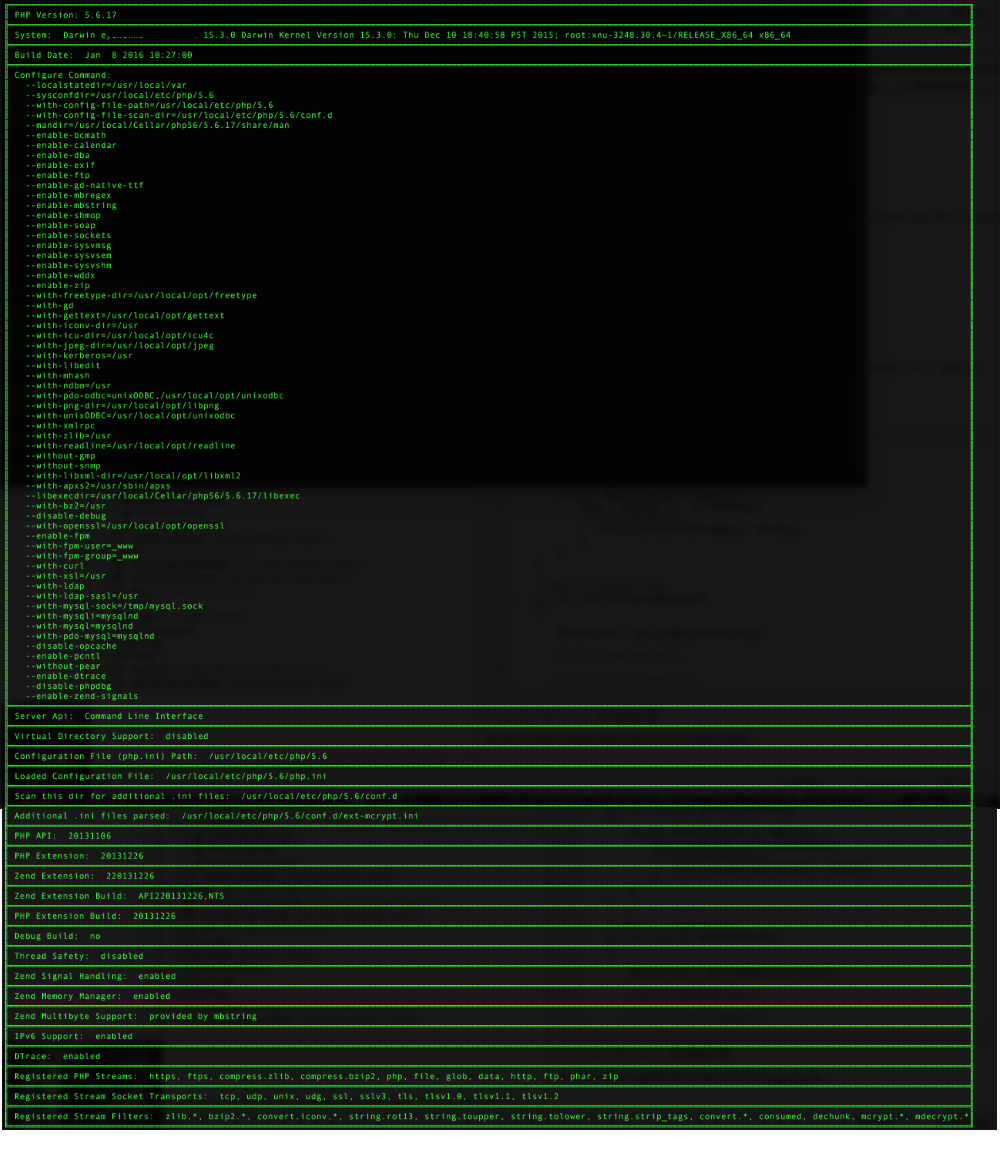 PHP Version: 5.6.17
System:  Darwin 15.3.0 Darwin Kernel Version 15.3.0: Thu Dec 10 18:40:58 PST 2015; root:xnu-3248.30.4~1/RELEASE_X86_64 x86_64
Build Date:  Jan  8 2016 10:27:00
Configure Command:
--localstatedir=/usr/local/var
--sysconfdir=/usr/local/etc/php/5.6
--with-config-file-path=/usr/local/etc/php/5.6
--with-config-file-scan-dir=/usr/local/etc/php/5.6/conf.d
--mandir=/usr/local/Cellar/php56/5.6.17/share/man
--enable-bcmath
--enable-calendar
--enable-dba
--enable-exif
--enable-ftp
--enable-gd-native-ttf
--enable-mbregex
--enable-mbstring
--enable-shmop
--enable-soap
--enable-sockets
--enable-sysvmsg
--enable-sysvsem
--enable-sysvshm
--enable-wddx
--enable-zip
--with-freetype-dir=/usr/local/opt/freetype
--with-gd
--with-gettext=/usr/local/opt/gettext
--with-iconv-dir=/usr
--with-icu-dir=/usr/local/opt/icu4c
--with-jpeg-dir=/usr/local/opt/jpeg
--with-kerberos=/usr
--with-libedit
--with-mhash
--with-ndbm=/usr
--with-pdo-odbc=unixODBC,/usr/local/opt/unixodbc
--with-png-dir=/usr/local/opt/libpng
--with-unixODBC=/usr/local/opt/unixodbc
--with-xmlrpc
--with-zlib=/usr
--with-readline=/usr/local/opt/readline
--without-gmp
--without-snmp
--with-libxml-dir=/usr/local/opt/libxml2
--with-apxs2=/usr/sbin/apxs
--libexecdir=/usr/local/Cellar/php56/5.6.17/libexec
--with-bz2=/usr
--disable-debug
--with-openssl=/usr/local/opt/openssl
--enable-fpm
--with-fpm-user=_www
--with-fpm-group=_www
--with-curl
--with-xsl=/usr
--with-ldap
--with-ldap-sasl=/usr
--with-mysql-sock=/tmp/mysql.sock
--with-mysqli=mysqlnd
--with-mysql=mysqlnd
--with-pdo-mysql=mysqlnd
--disable-opcache
--enable-pcntl
--without-pear
--enable-dtrace
--disable-phpdbg
--enable-zend-signals
Server Api:  Command Line Interface
Virtual Directory Support:  disabled
Configuration File (php.ini) Path:  /usr/local/etc/php/5.6
Loaded Configuration File:  /usr/local/etc/php/5.6/php.ini
Scan this dir for additional .ini files:  /usr/local/etc/php/5.6/conf.d
Additional .ini files parsed:  /usr/local/etc/php/5.6/conf.d/ext-mcrypt.ini
PHP API:  20131106
PHP Extension:  20131226
Zend Extension:  220131226
Zend Extension Build:  API220131226,NTS
PHP Extension Build:  20131226
Debug Build:  no
Thread Safety:  disabled
Zend Signal Handling:  enabled
Zend Memory Manager:  enabled
Zend Multibyte Support:  provided by mbstring
IPv6 Support:  enabled
DTrace:  enabled
Registered PHP Streams:  https, ftps, compress.zlib, compress.bzip2, php, file, glob, data, http, ftp, phar, zip
Registered Stream Socket Transports:  tcp, udp, unix, udg, ssl, sslv3, tls, tlsv1.0, tlsv1.1, tlsv1.2
Registered Stream Filters:  zlib.*, bzip2.*, convert.iconv.*, string.rot13, string.toupper, string.tolower, string.strip_tags, convert.*, consumed, dechunk, mcrypt.*, mdecrypt.*